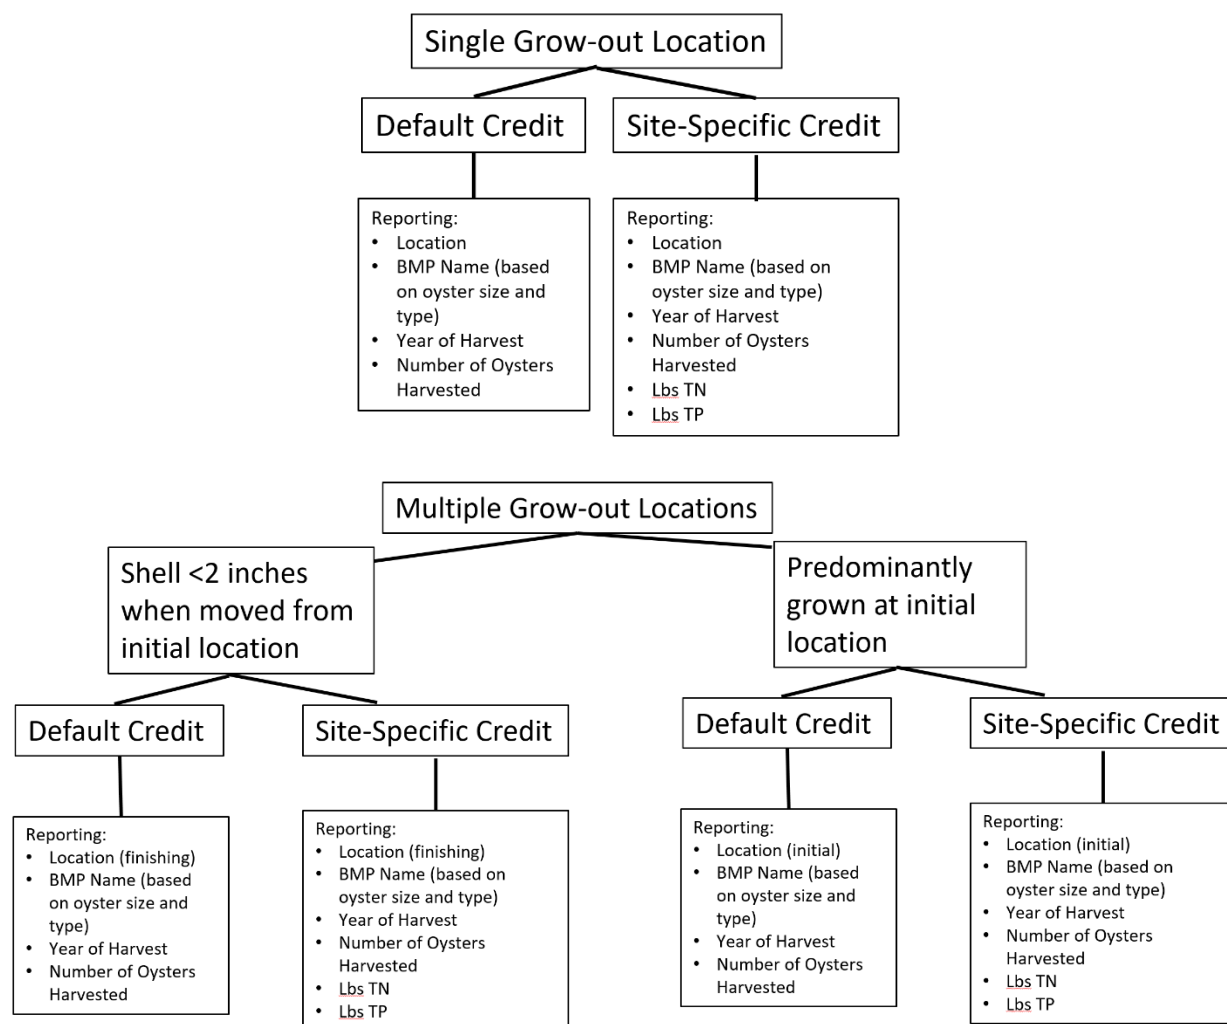 Single Grow-out Location
Default Credit
Site-Specific Credit
Reporting:
• Location
• BMP Name (based
on oyster size and
type)
• Year of Harvest
• Number of Oysters
Harvested
Reporting:
• Location
• BMP Name (based on
oyster size and type)
• Year of Harvest
• Number of Oysters
Harvested
• Lbs TN
• Lbs TP
Multiple Grow-out Locations
Shell <2 inches
when moved from
initial location
Predominantly
grown at initial
location
Default Credit
Site-Specific Credit
Default Credit
Site-Specific Credit
Reporting:
• Location (finishing)
• BMP Name (based
on oyster size and
type)
• Year of Harvest
• Number of Oysters
Harvested
Reporting:
• Location (finishing)
• BMP Name (based on
oyster size and type)
• Year of Harvest
• Number of Oysters
Harvested
• Lbs TN
• Lbs TP
Reporting:
• Location (initial)
• BMP Name (based
on oyster size and
type)
• Year of Harvest
• Number of Oysters
Harvested
Reporting:
• Location (initial)
• BMP Name (based on
oyster size and type)
• Year of Harvest
• Number of Oysters
Harvested
• Lbs TN
• Lbs TP